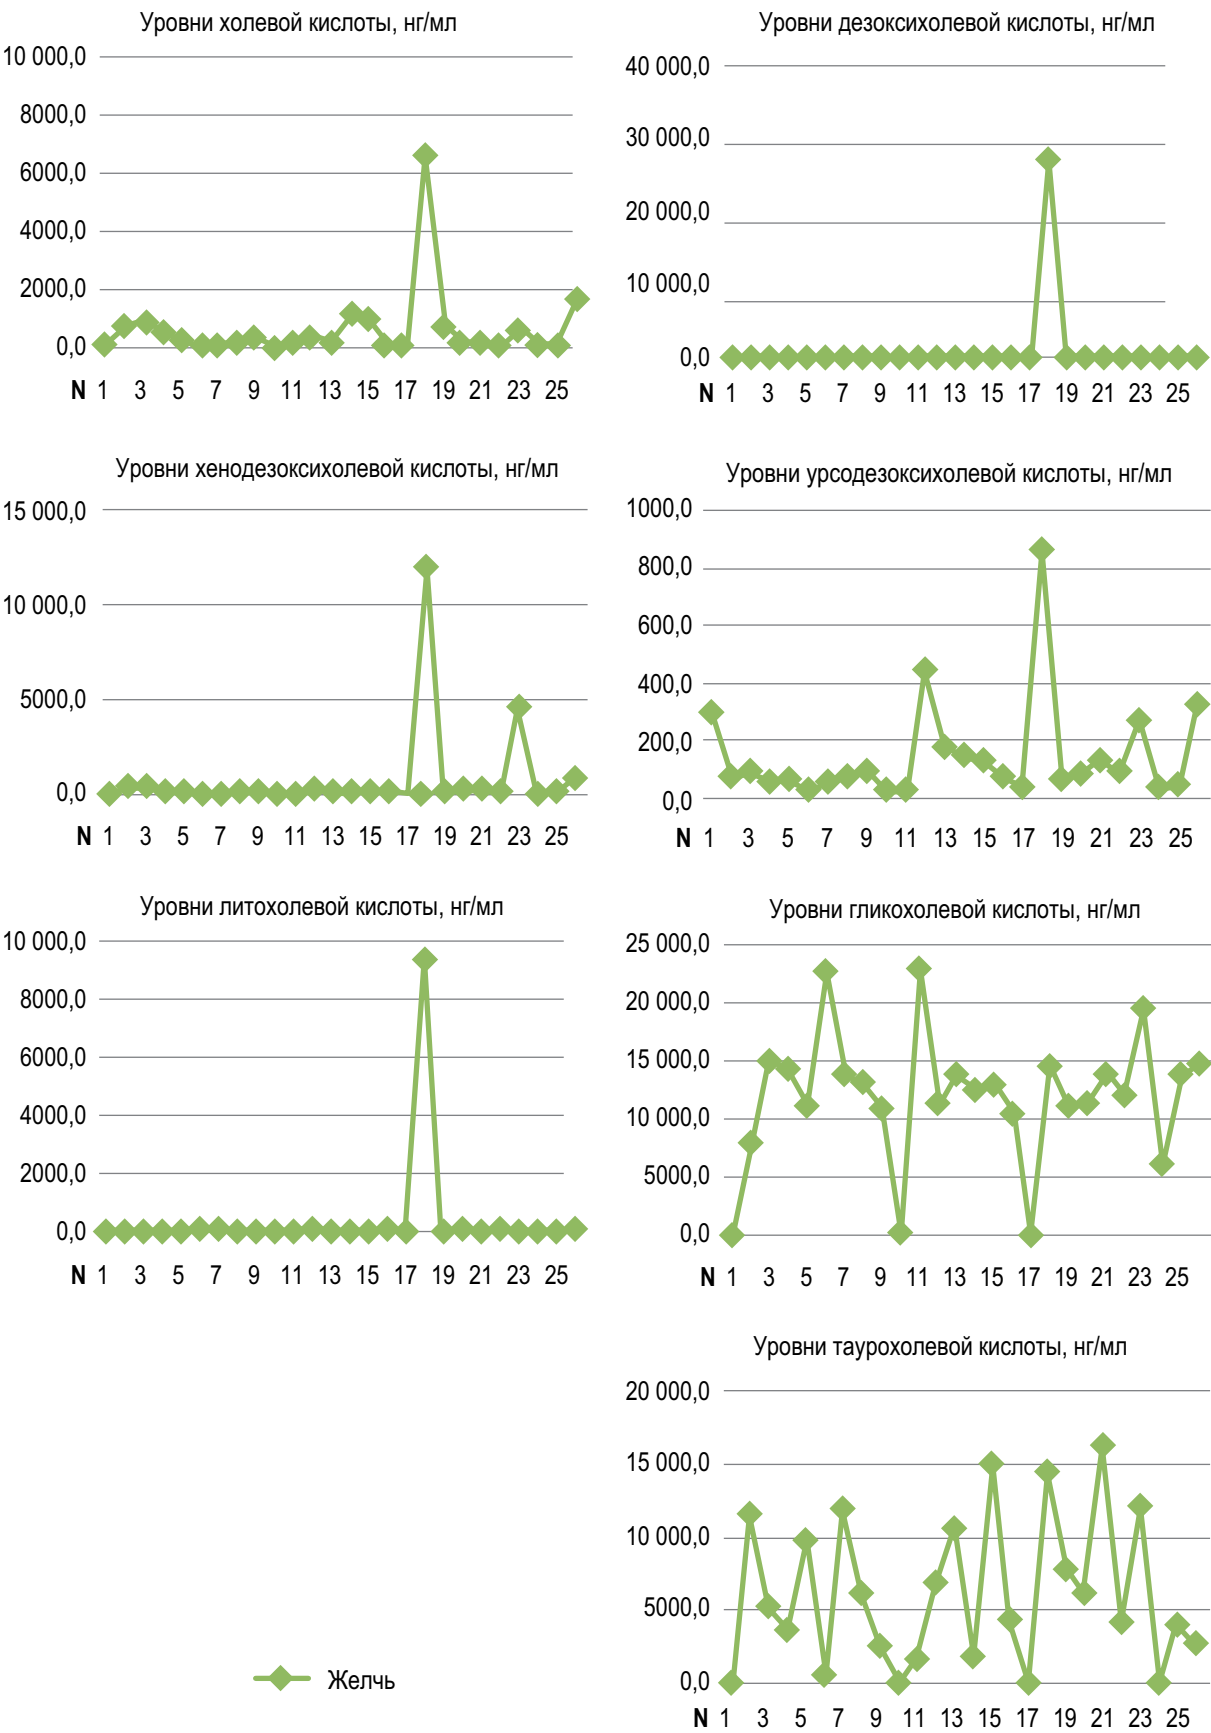 Уровни холевой кислоты, нг/мл
10 000,0
8000,0
6000,0
4000,0
2000,0
0,0
N 1 3 5 7 9 11 13 15 17 19 21 23 25
Уровни дезоксихолевой кислоты, нг/мл
40 000,0
30 000,0
20 000,0
10 000,0
0,0
N 1 3 5 7 9 11 13 15 17 19 21 23 25
Уровни хенодезоксихолевой кислоты, нг/мл
15 000,0
10 000,0
5000,0
0,0
N 1 3 5 7 9 11 13 15 17 19 21 23 25
Уровни урсодезоксихолевой кислоты, нг/мл
1000,0
800,0
600,0
400,0
200,0
0,0
N 1 3 5 7 9 11 13 15 17 19 21 23 25
Уровни литохолевой кислоты, нг/мл
10 000,0
8000,0
6000,0
4000,0
2000,0
0,0
N 1 3 5 7 9 11 13 15 17 19 21 23 25
Уровни гликохолевой кислоты, нг/мл
25 000,0
20 000,0
15 000,0
10 000,0
5000,0
0,0
N 1 3 5 7 9 11 13 15 17 19 21 23 25
Уровни таурохолевой кислоты, нг/мл
20 000,0
15 000,0
10 000,0
5000,0
0,0
N 1 3 5 7 9 11 13 15 17 19 21 23 25
Желчь